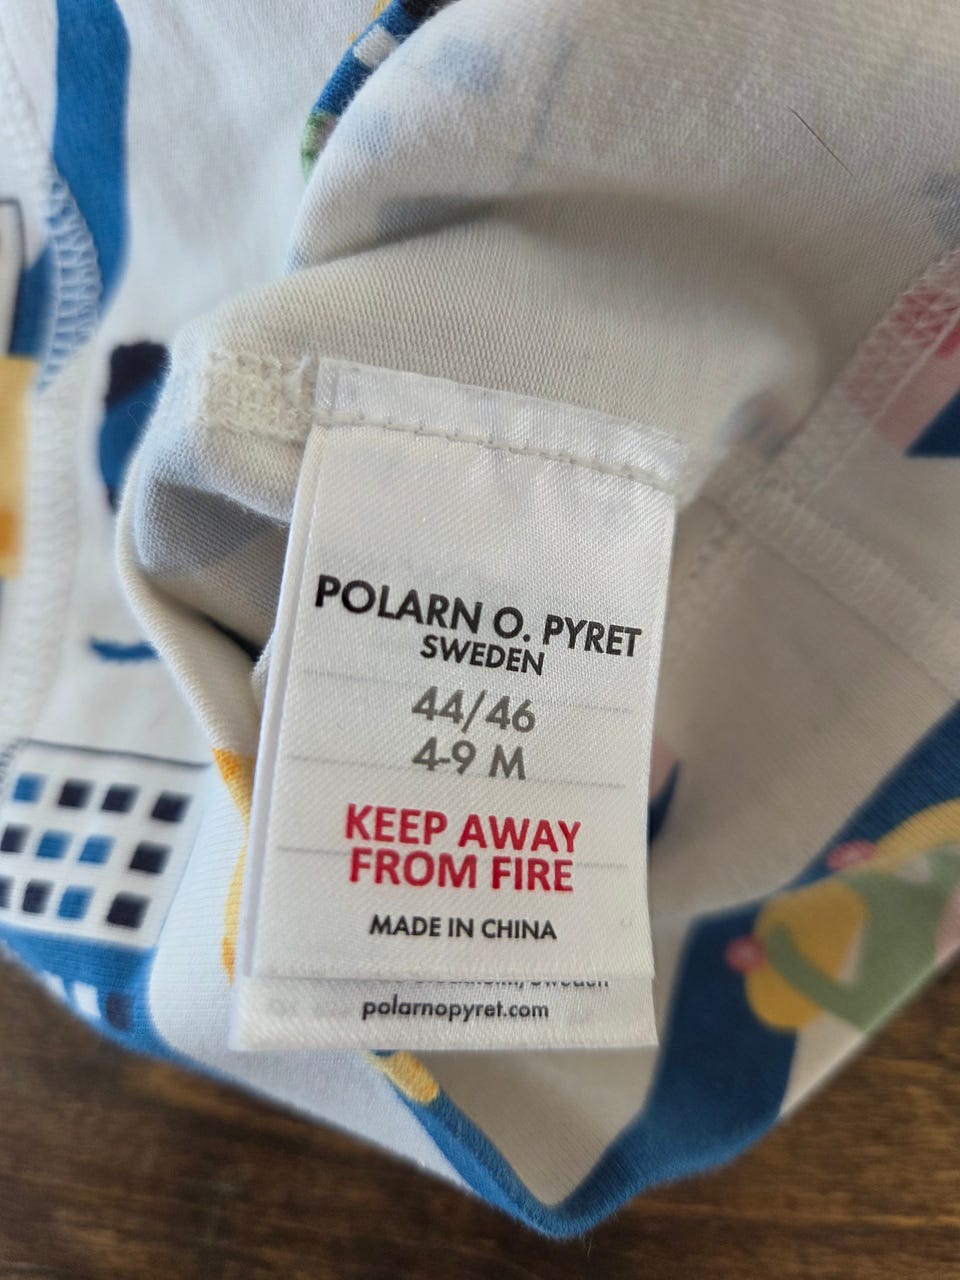 POLARN O. PYRET
SWEDEN
44/46
4-9 M
KEEP AWAY
FROM FIRE
MADE IN CHINA
polarnopyret.com